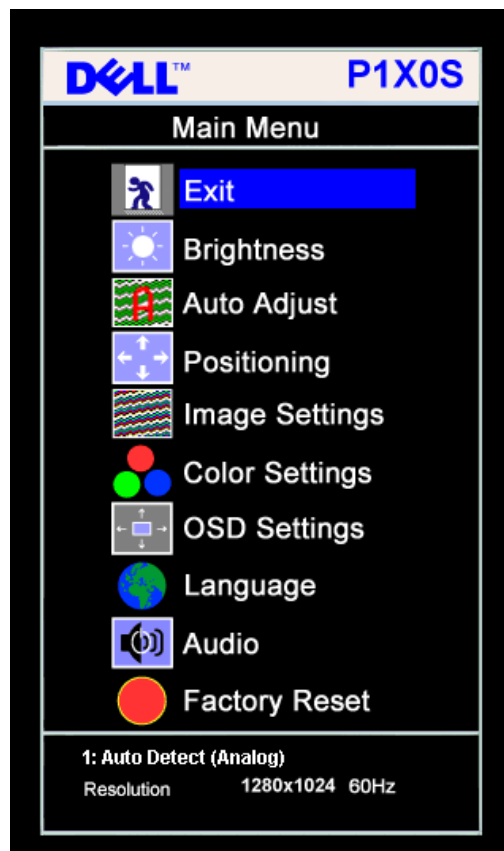 DELL™ P1X0S
Main Menu
Exit
Brightness
A
Auto Adjust
Positioning
Image Settings
Color Settings
OSD Settings
Language
Audio
Factory Reset
1: Auto Detect (Analog)
Resolution 1280x1024 60Hz